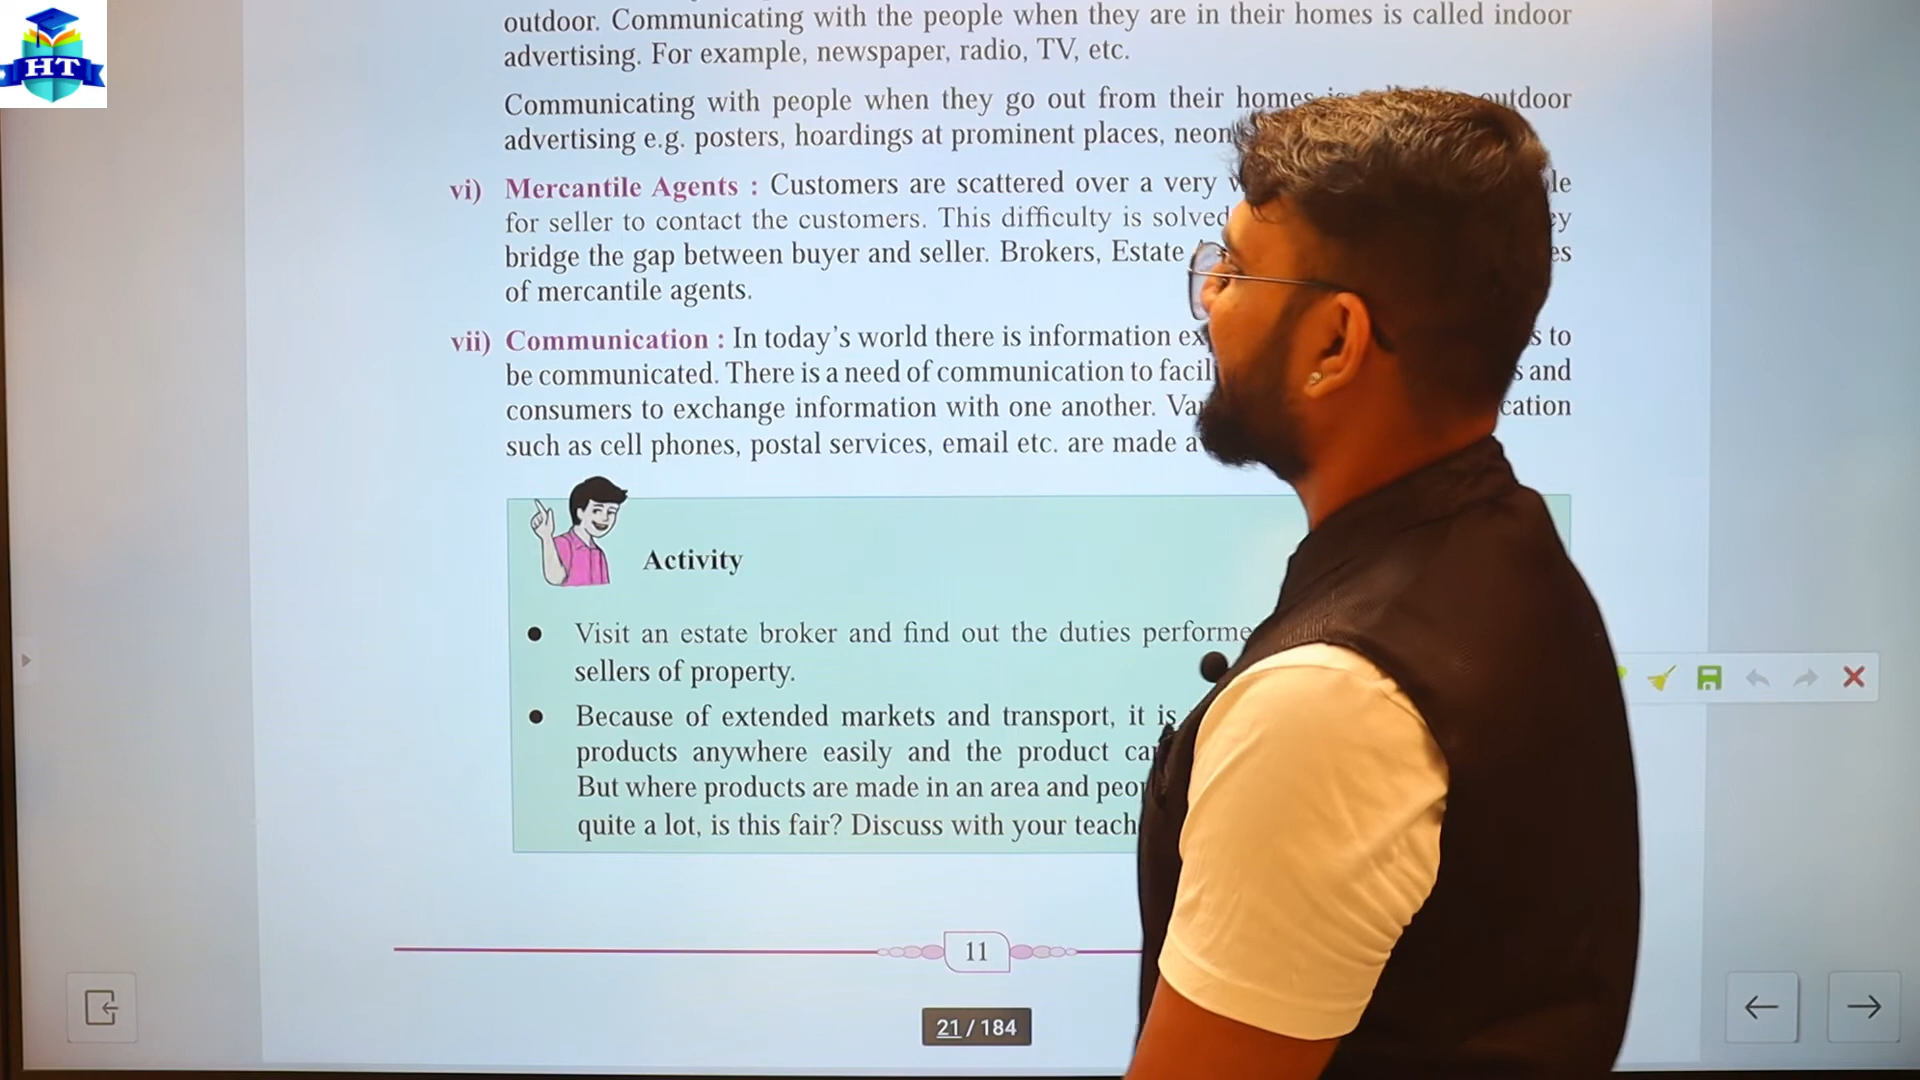 HT
outdoor. Communicating with the people when they are in their homes is called indoor
advertising. For example, newspaper, radio, TV, etc.
Communicating with people when they go out from their homes outdoor
advertising e.g. posters, hoardings at prominent places, neon
vi) Mercantile Agents : Customers are scattered over a very
for seller to contact the customers. This difficulty is solved
bridge the gap between buyer and seller. Brokers, Estate
of mercantile agents.
vii) Communication : In today's world there is information to
be communicated. There is a need of communication to and
consumers to exchange information with one another.
such as cell phones, postal services, email etc. are made
Activity
● Visit an estate broker and find out the duties
sellers of property.
● Because of extended markets and transport, it is
products anywhere easily and the product
But where products are made in an area and
quite a lot, is this fair? Discuss with your
11
21 / 184